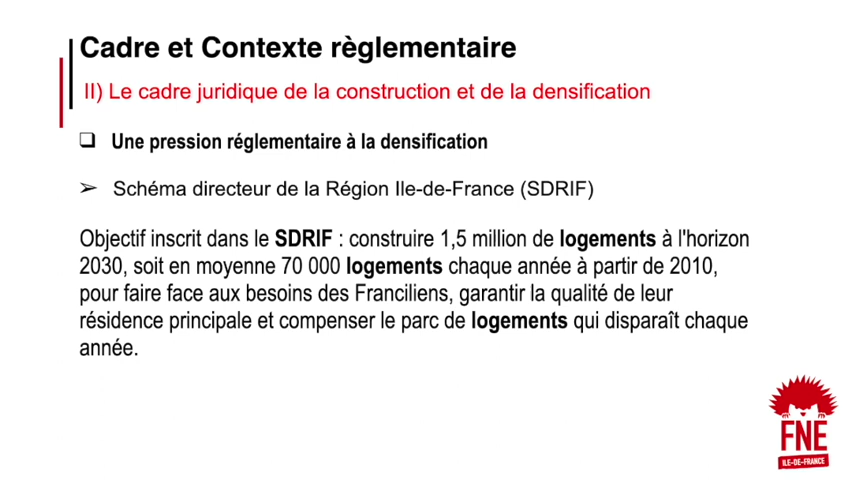 Cadre et Contexte règlementaire
II) Le cadre juridique de la construction et de la densification
❑ Une pression réglementaire à la densification
➢ Schéma directeur de la Région Ile-de-France (SDRIF)
Objectif inscrit dans le SDRIF : construire 1,5 million de logements à l'horizon
2030, soit en moyenne 70 000 logements chaque année à partir de 2010,
pour faire face aux besoins des Franciliens, garantir la qualité de leur
résidence principale et compenser le parc de logements qui disparaît chaque
année.
FNE
ILE-DE-FRANCE